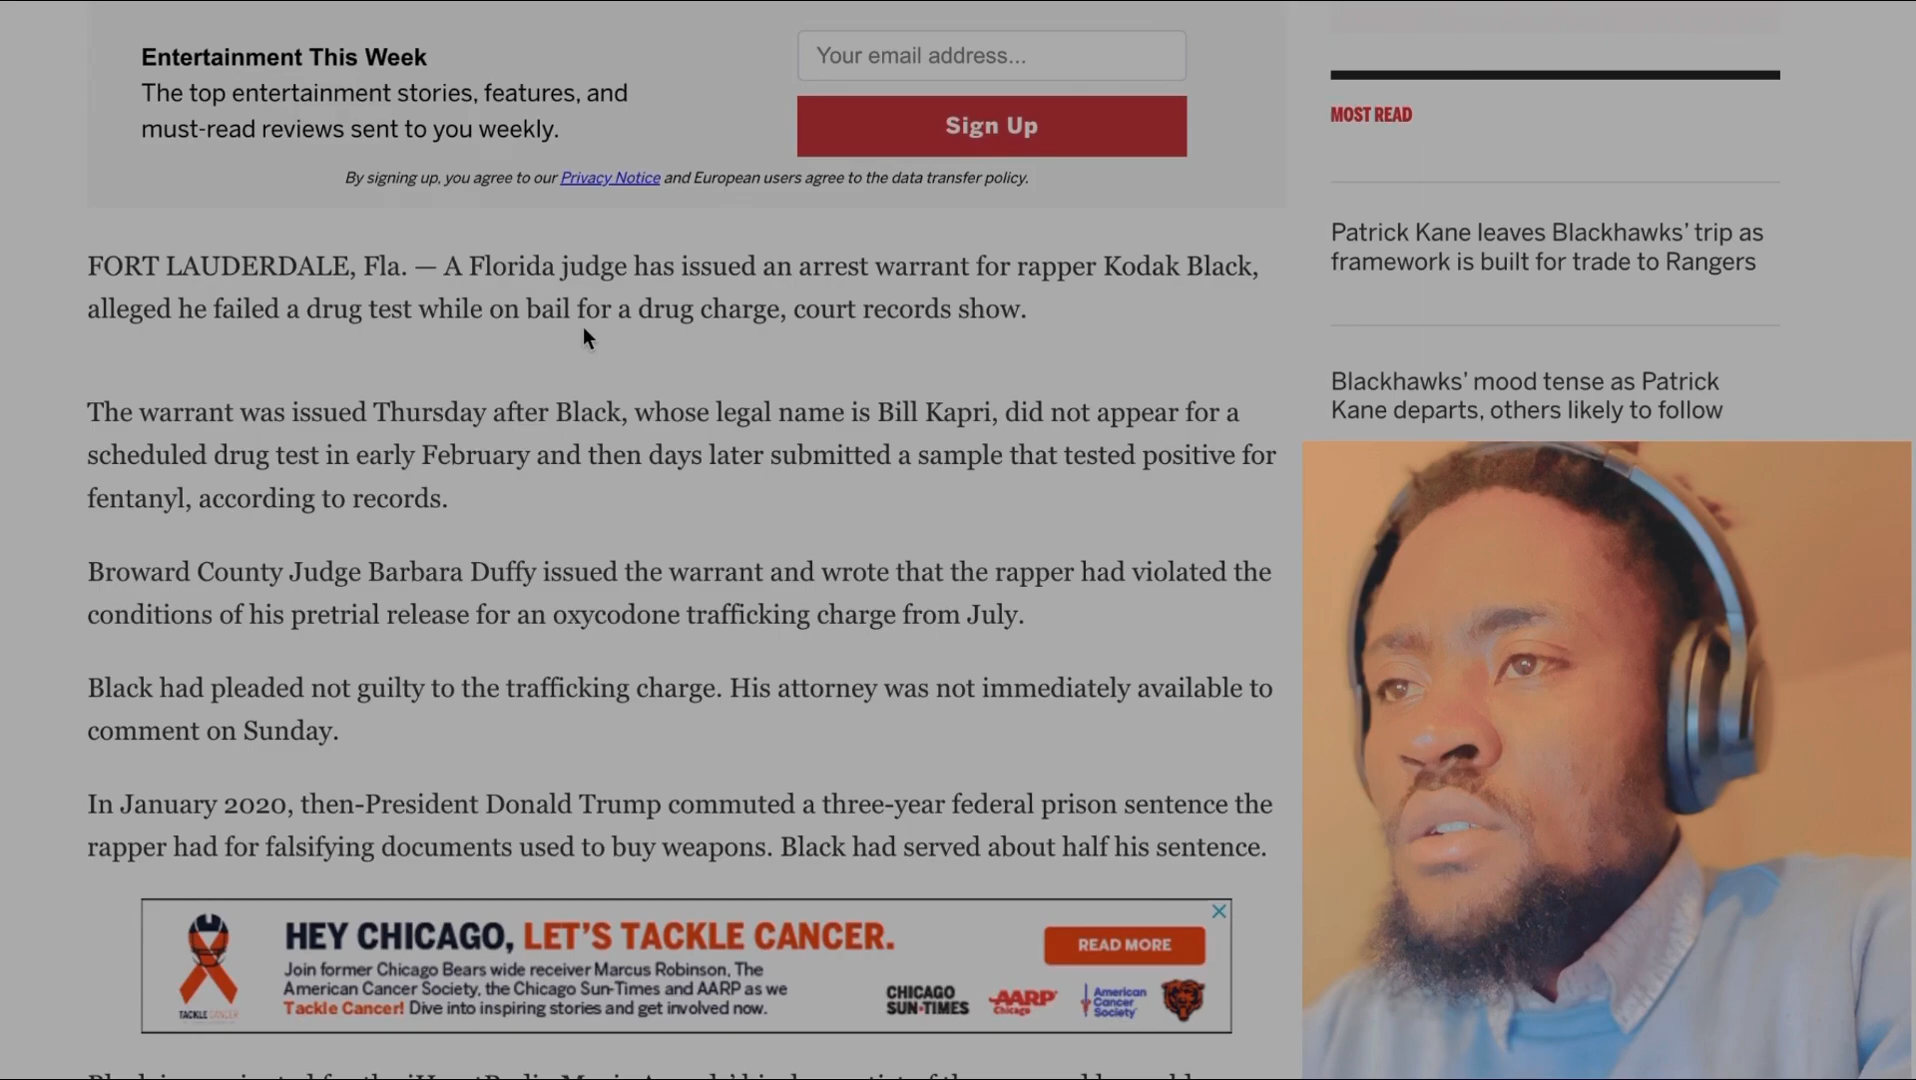 Entertainment This Week
The top entertainment stories, features, and
must-read reviews sent to you weekly.
Your email address...
Sign Up
By signing up, you agree to our Privacy Notice and European users agree to the data transfer policy.
FORT LAUDERDALE, Fla. — A Florida judge has issued an arrest warrant for rapper Kodak Black,
alleged he failed a drug test while on bail for a drug charge, court records show.
The warrant was issued Thursday after Black, whose legal name is Bill Kapri, did not appear for a
scheduled drug test in early February and then days later submitted a sample that tested positive for
fentanyl, according to records.
Broward County Judge Barbara Duffy issued the warrant and wrote that the rapper had violated the
conditions of his pretrial release for an oxycodone trafficking charge from July.
Black had pleaded not guilty to the trafficking charge. His attorney was not immediately available to
comment on Sunday.
In January 2020, then-President Donald Trump commuted a three-year federal prison sentence the
rapper had for falsifying documents used to buy weapons. Black had served about half his sentence.
TACKLE CANCER
HEY CHICAGO, LET'S TACKLE CANCER.
Join former Chicago Bears wide receiver Marcus Robinson, The
American Cancer Society, the Chicago Sun-Times and AARP as we
Tackle Cancer! Dive into inspiring stories and get involved now.
READ MORE
CHICAGO
SUN•TIMES
AARP
Chicago
American
Cancer
Society
MOST READ
Patrick Kane leaves Blackhawks' trip as
framework is built for trade to Rangers
Blackhawks' mood tense as Patrick
Kane departs, others likely to follow